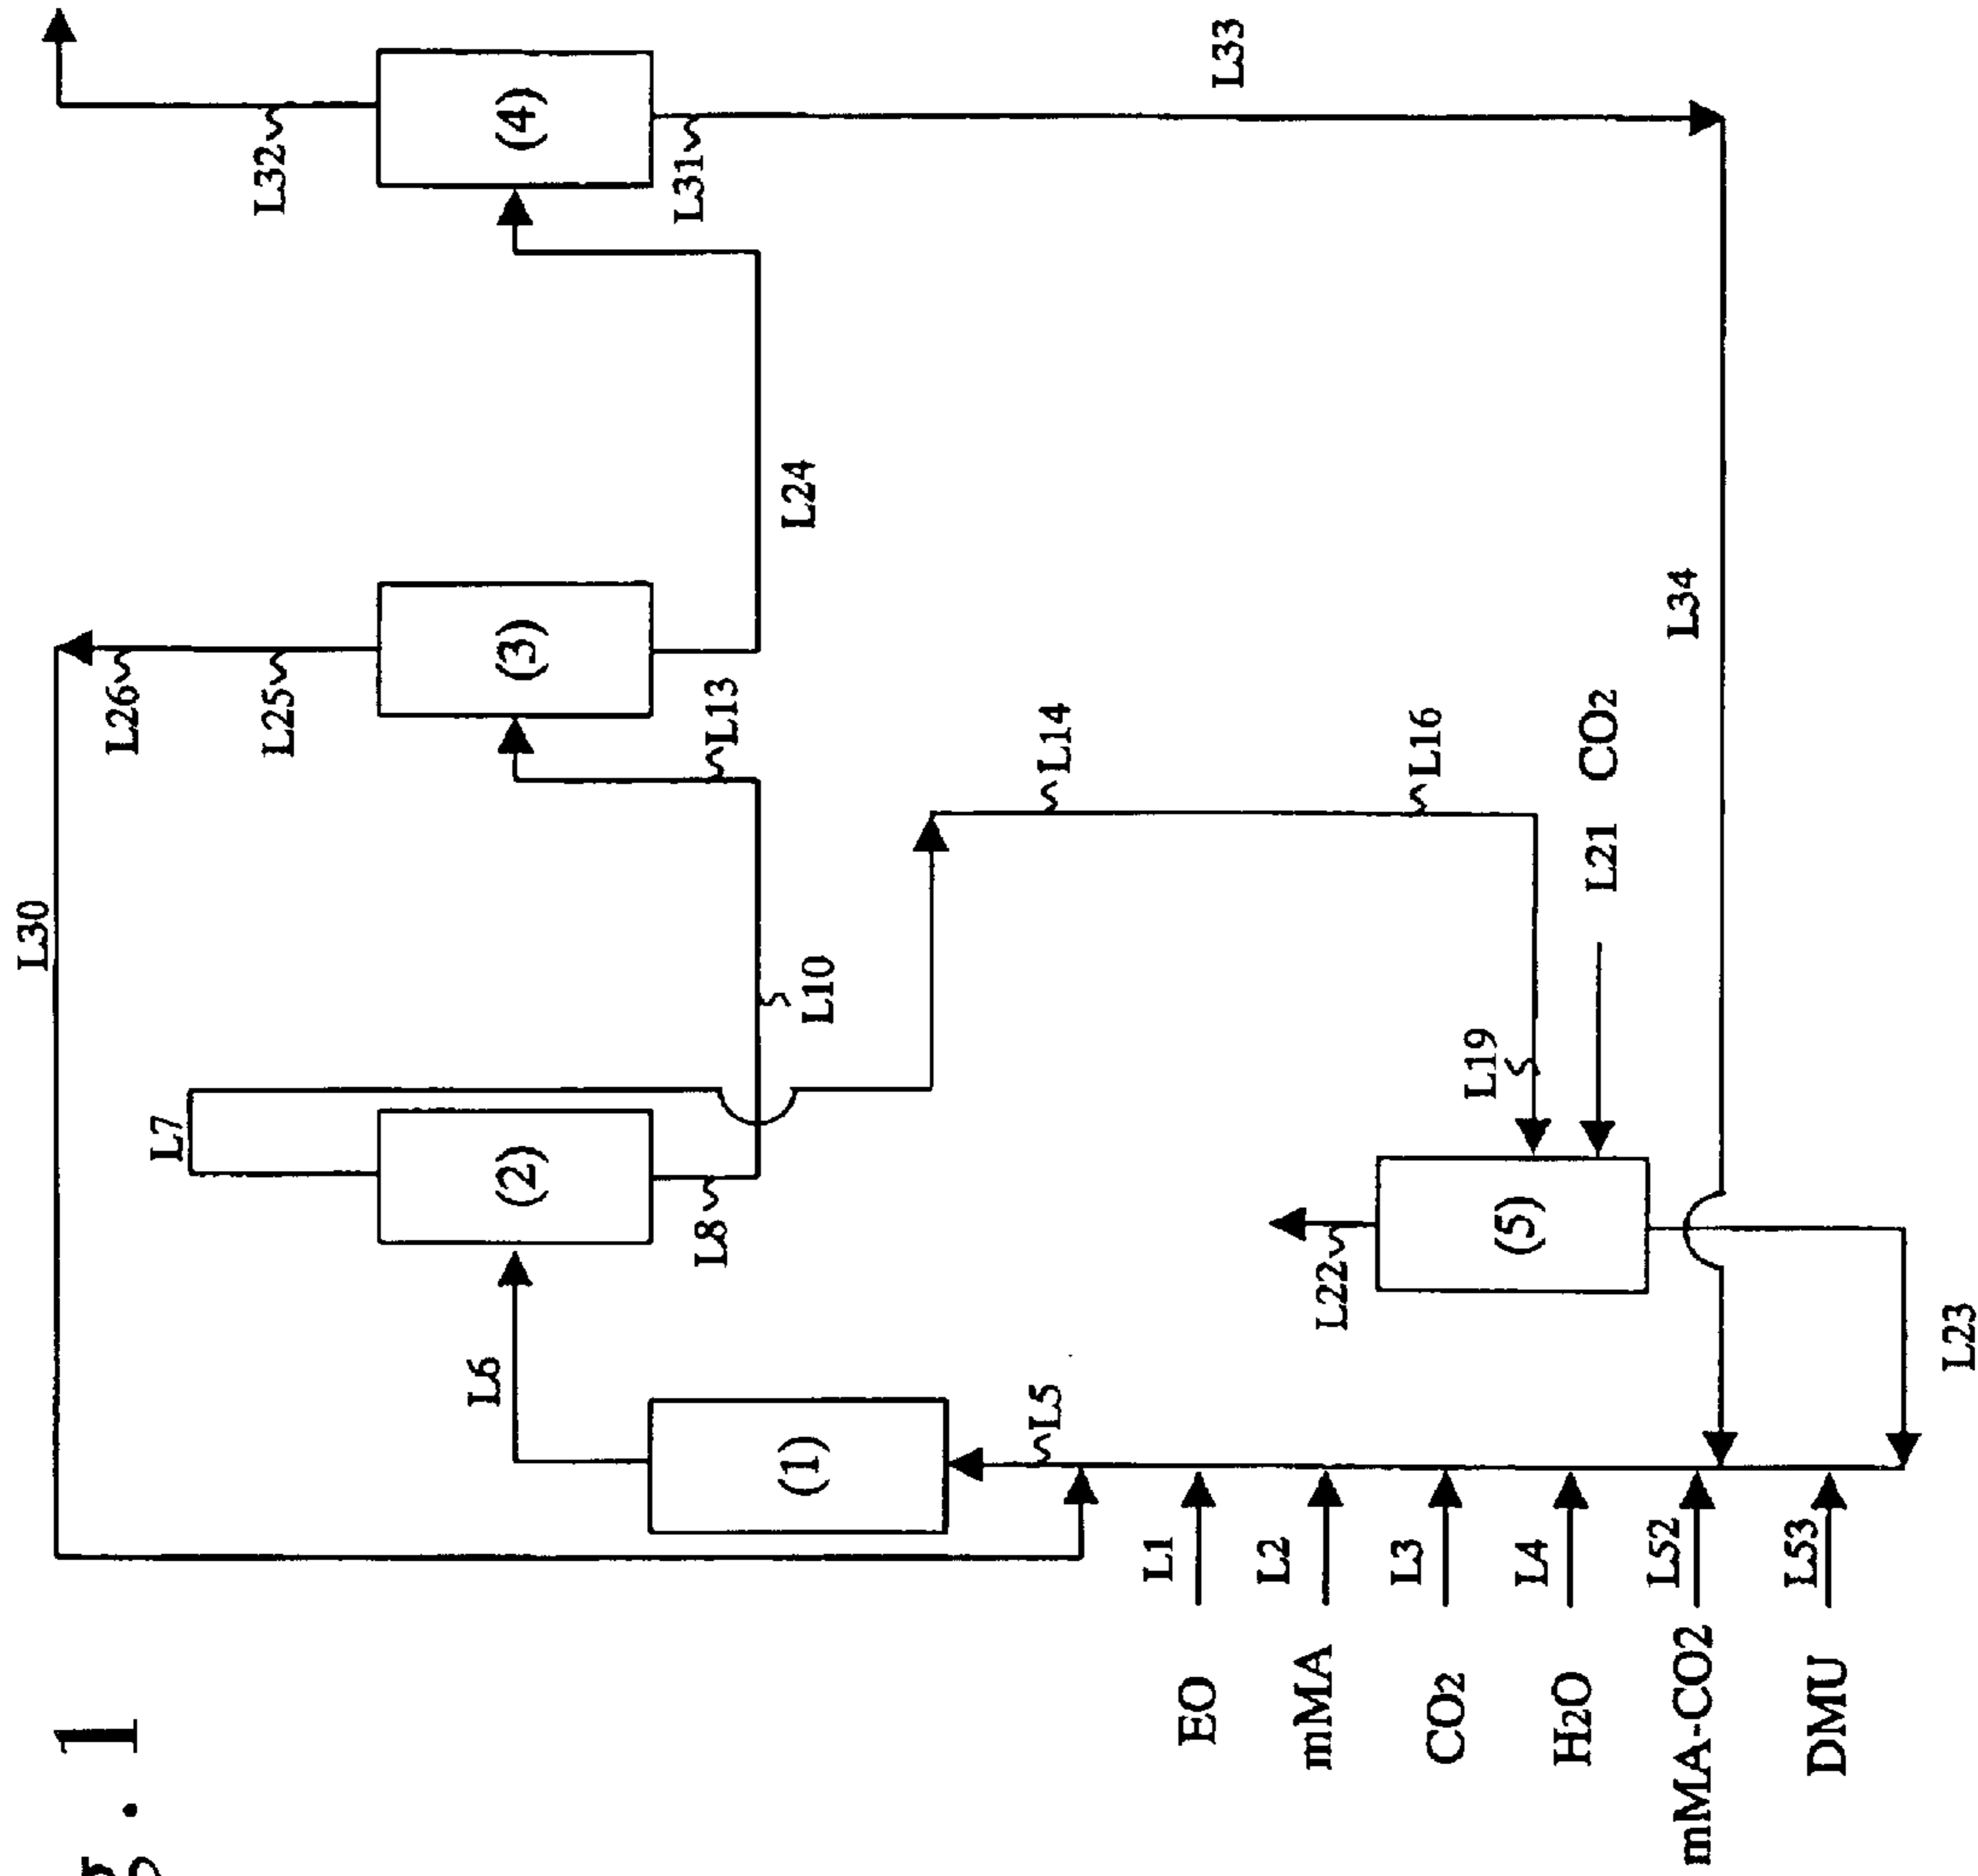 . 1
L30
L26
L25
L32
L7
L6
(2)
(3)
(4)
L8
L13
L31
L10
L24
(1)
L5
L14
L33
L1
EO
L2
mMA
L3
CO2
L4
H2O
L52
mMA-CO2
L53
DMU
L22
(5)
L19
L16
L21 CO2
L34
L23